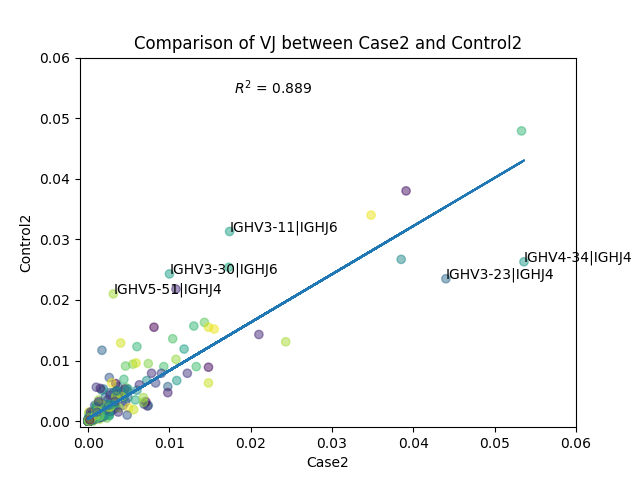 Comparison of VJ between Case2 and Control2
R² = 0.889
0.06
0.05
0.04
0.03
0.02
0.01
0.00
Control2
IGHV3-11|IGHJ6
IGHV4-34|IGHJ4
IGHV3-30|IGHJ6
IGHV3-23|IGHJ4
IGHV5-51|IGHJ4
0.00 0.01 0.02 0.03 0.04 0.05 0.06
Case2